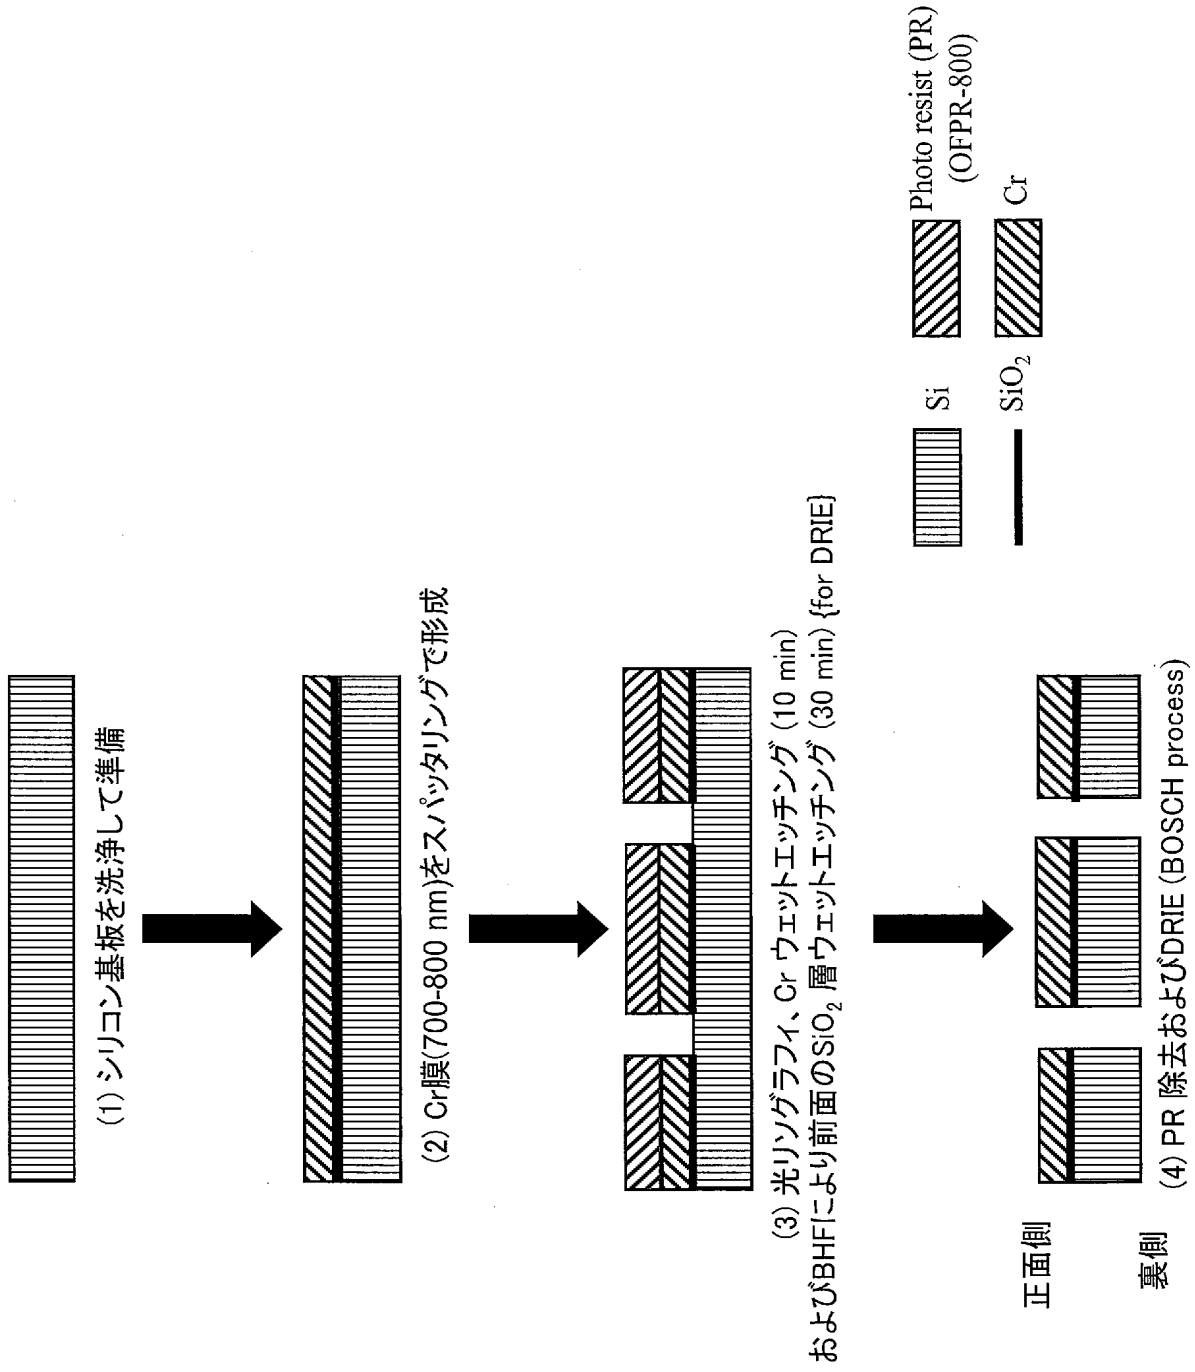 (1) シリコン基板を洗浄して準備
(2) Cr膜(700-800 nm)をスパッタリングで形成
(3) 光リソグラフィ、Cr ウェットエッチング (10 min)
およびBHFにより前面のSiO₂ 層ウェットエッチング (30 min) {for DRIE}
正面側
裏側
(4) PR 除去およびDRIE (BOSCH process)
Si
SiO₂
Photo resist (PR)
(OFPR-800)
Cr